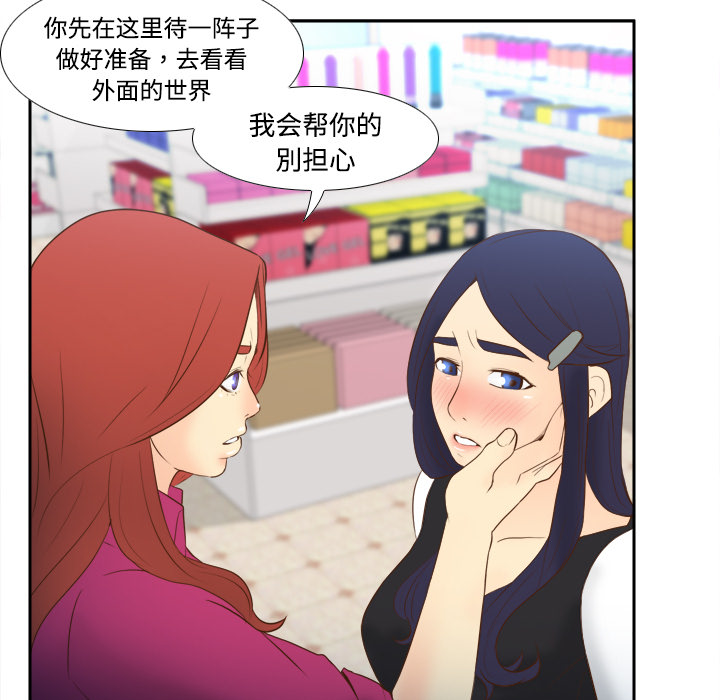 你先在这里待一阵子
做好准备，去看看
外面的世界
我会帮你的
别担心